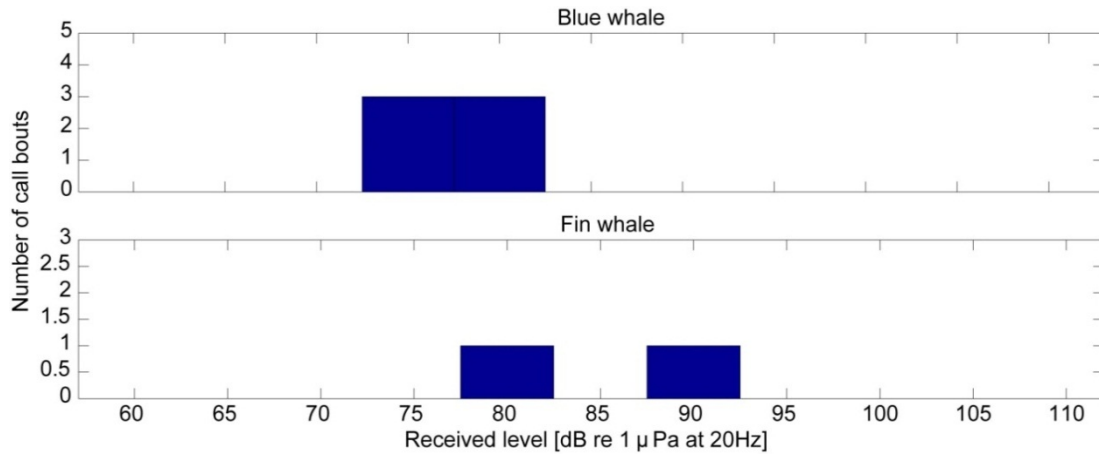 Blue whale
5
4
3
2
1
0
Number of call bouts
Fin whale
3
2.5
2
1.5
1
0.5
0
60 65 70 75 80 85 90 95 100 105 110
Received level [dB re 1 μ Pa at 20Hz]